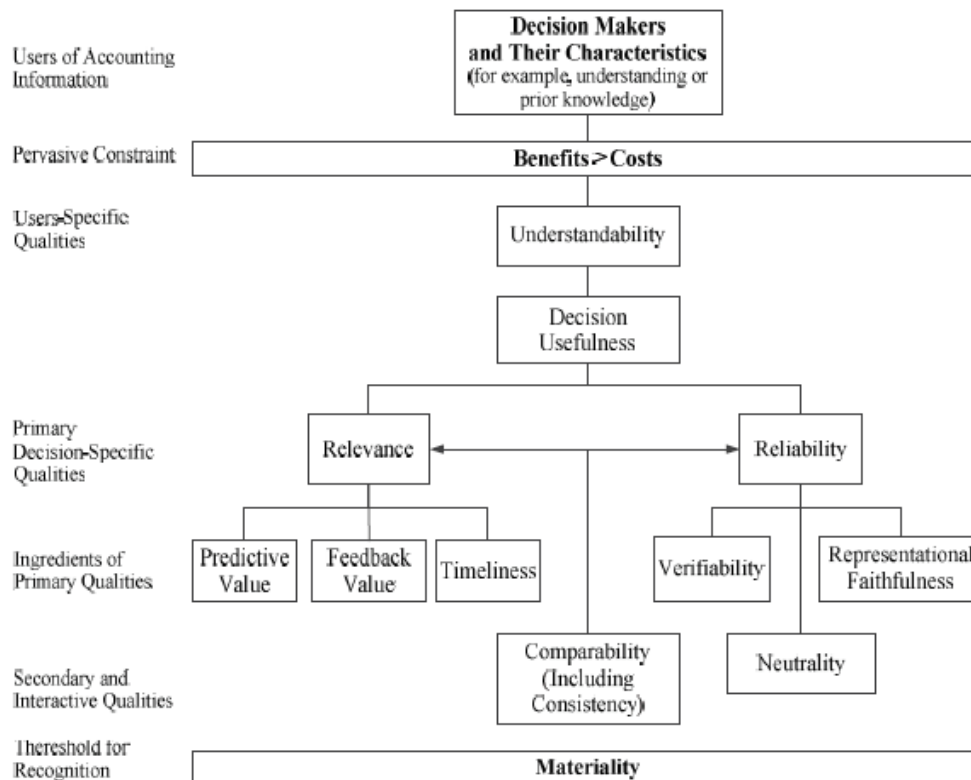 Decision Makers
and Their Characteristics
(for example, understanding or
prior knowledge)
Users of Accounting
Information
Pervasive Constraint
Benefits > Costs
Users-Specific
Qualities
Understandability
Decision
Usefulness
Primary
Decision-Specific
Qualities
Relevance
Reliability
Ingredients of
Primary Qualities
Predictive
Value
Feedback
Value
Timeliness
Verifiability
Representational
Faithfulness
Secondary and
Interactive Qualities
Comparability
(Including
Consistency)
Neutrality
Thereshold for
Recognition
Materiality